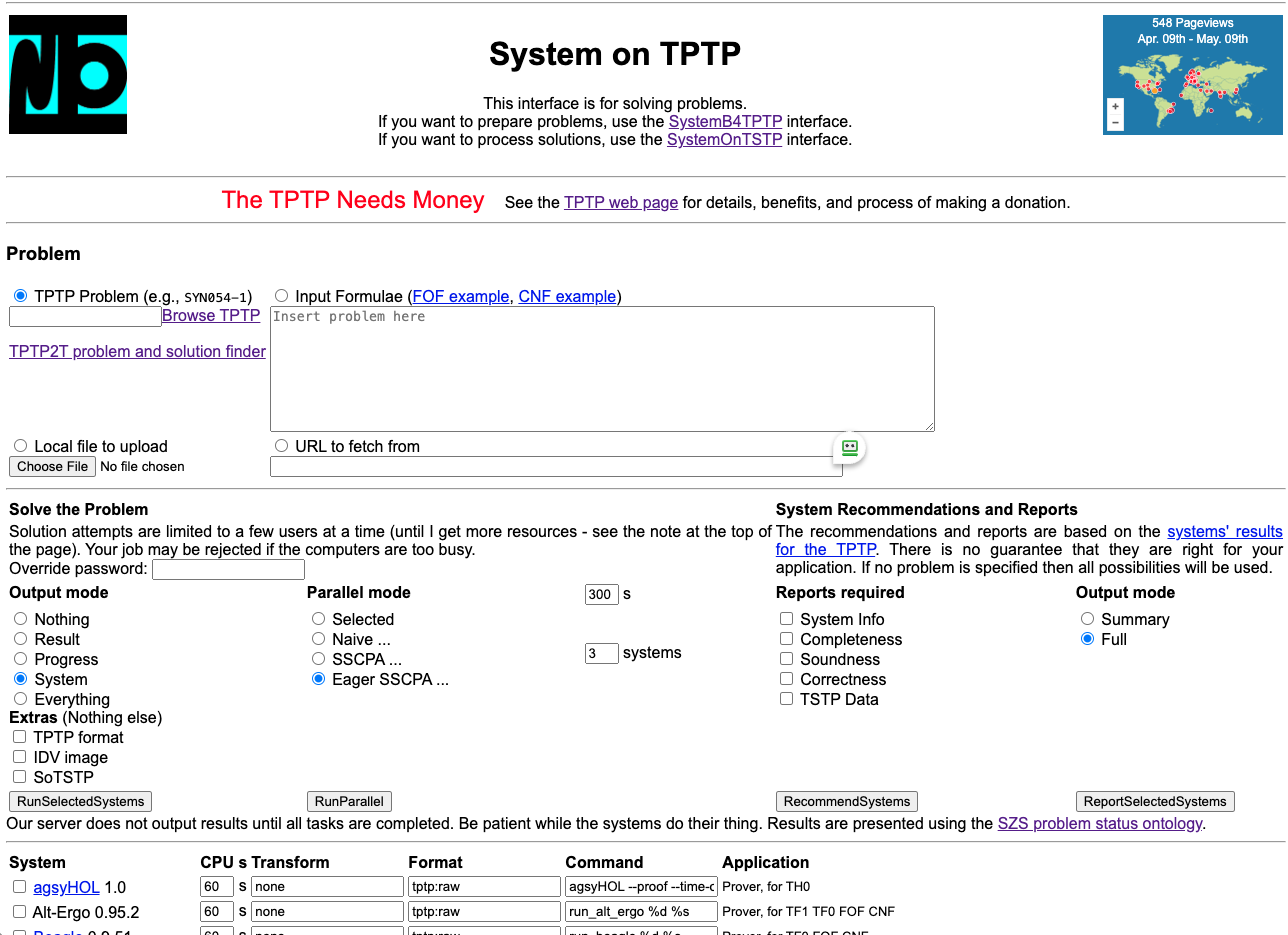 548 Pageviews
Apr. 09th - May. 09th
System on TPTP
This interface is for solving problems.
If you want to prepare problems, use the SystemB4TPTP interface.
If you want to process solutions, use the SystemOnTSTP interface.
The TPTP Needs Money See the TPTP web page for details, benefits, and process of making a donation.
Problem
TPTP Problem (e.g., SYN054-1) Input Formulae (FOF example, CNF example)
Browse TPTP Insert problem here
TPTP2T problem and solution finder
Local file to upload URL to fetch from
Choose File No file chosen
Solve the Problem
Solution attempts are limited to a few users at a time (until I get more resources - see the note at the top of
the page). Your job may be rejected if the computers are too busy.
Override password:
System Recommendations and Reports
The recommendations and reports are based on the systems' results
for the TPTP. There is no guarantee that they are right for your
application. If no problem is specified then all possibilities will be used.
Output mode Parallel mode 300 s Reports required Output mode
Nothing Selected System Info Summary
Result Naive ... Completeness Full
Progress SSCPA ... 3 systems Soundness
System Eager SSCPA ... Correctness
Everything TSTP Data
Extras (Nothing else)
TPTP format
IDV image
SoTSTP
RunSelectedSystems RunParallel RecommendSystems ReportSelectedSystems
Our server does not output results until all tasks are completed. Be patient while the systems do their thing. Results are presented using the SZS problem status ontology.
System CPU s Transform Format Command Application
agsyHOL 1.0 60 s none tptp:raw agsyHOL --proof --time-o Prover, for TH0
Alt-Ergo 0.95.2 60 s none tptp:raw run_alt_ergo %d %s Prover, for TF1 TF0 FOF CNF